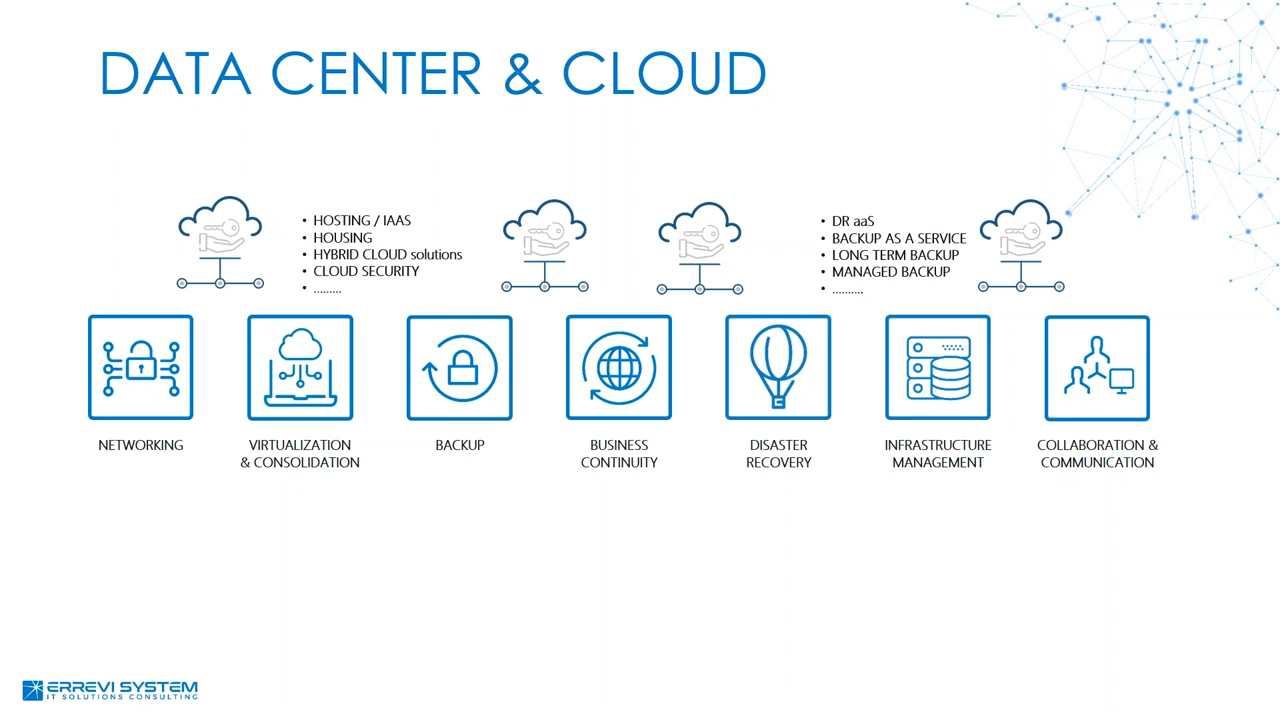 DATA CENTER & CLOUD
• HOSTING / IAAS
• HOUSING
• HYBRID CLOUD solutions
• CLOUD SECURITY
• .........
• DR aaS
• BACKUP AS A SERVICE
• LONG TERM BACKUP
• MANAGED BACKUP
• ..........
NETWORKING
VIRTUALIZATION
& CONSOLIDATION
BACKUP
BUSINESS
CONTINUITY
DISASTER
RECOVERY
INFRASTRUCTURE
MANAGEMENT
COLLABORATION &
COMMUNICATION
ERREVI SYSTEM
IT SOLUTIONS CONSULTING